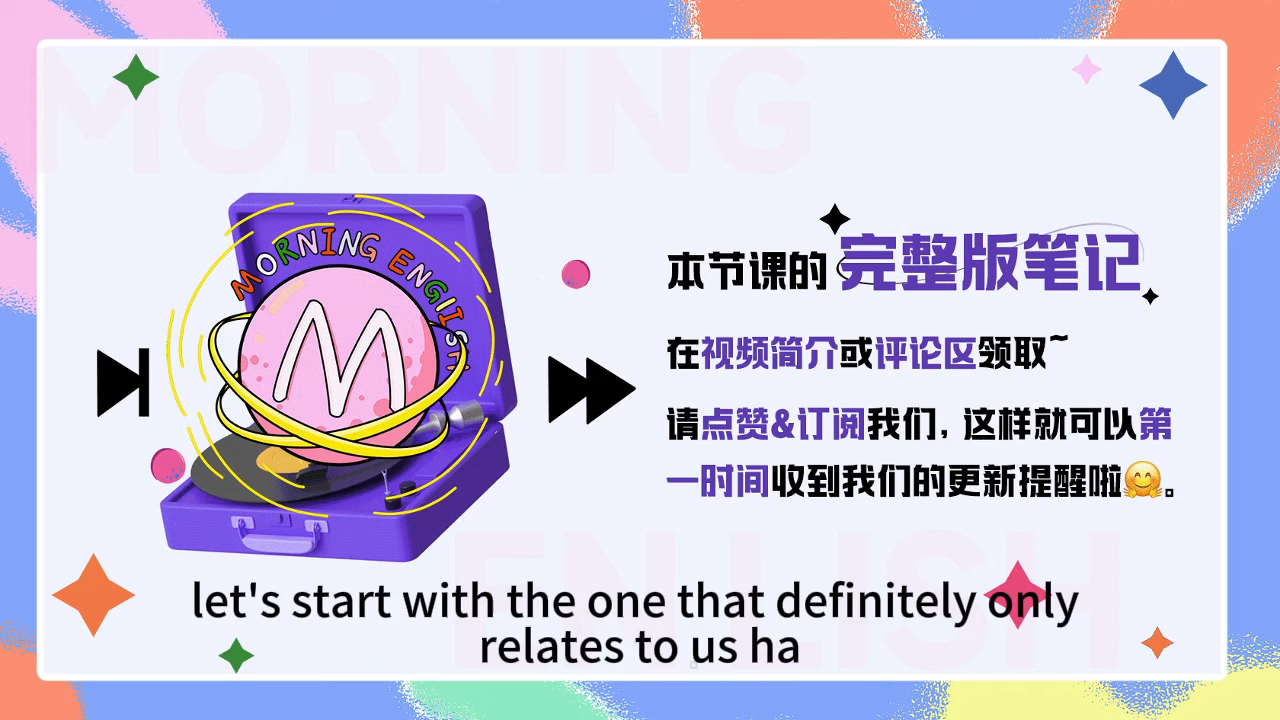 MORNING
MORNING ENGLISH
M
本节课的 完整版笔记
在视频简介或评论区领取~
请点赞&订阅我们，这样就可以第
一时间收到我们的更新提醒啦🤗。
ENGLISH
let's start with the one that definitely only
relates to us ha